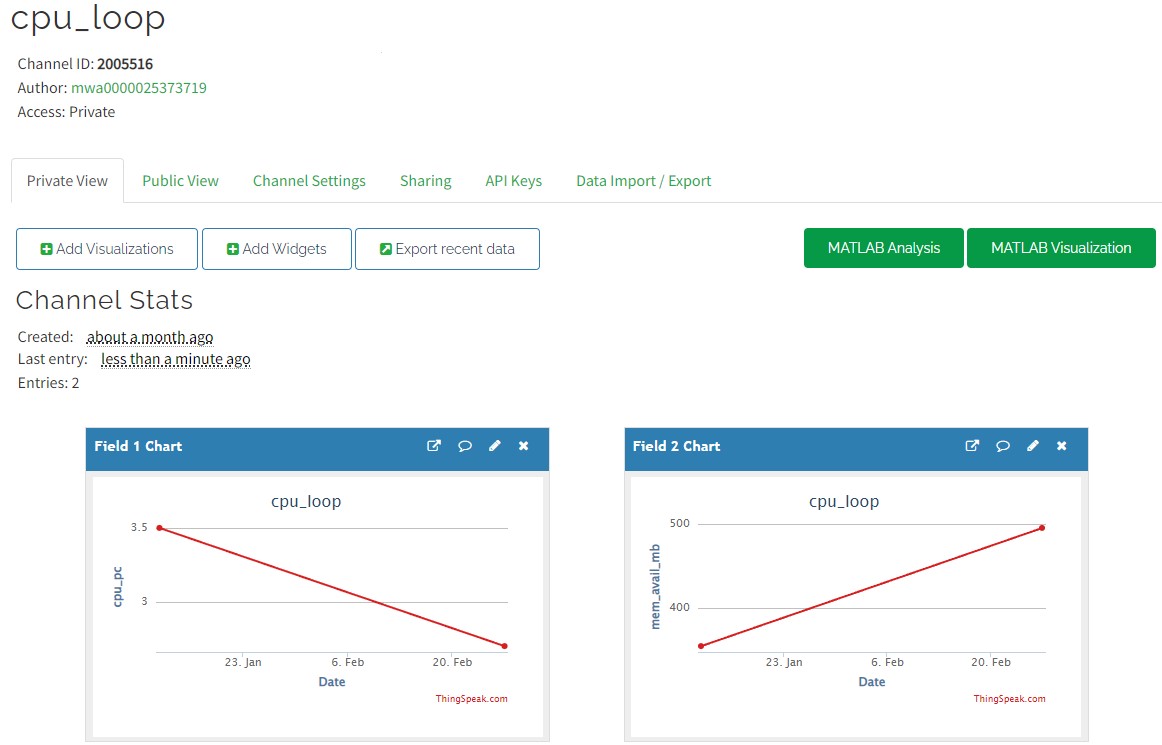 cpu_loop
Channel ID: 2005516
Author: mwa0000025373719
Access: Private
Private View Public View Channel Settings Sharing API Keys Data Import / Export
Add Visualizations Add Widgets Export recent data MATLAB Analysis MATLAB Visualization
Channel Stats
Created: about a month ago
Last entry: less than a minute ago
Entries: 2
Field 1 Chart
cpu_loop
cpu_pc
3.5
3
23. Jan 6. Feb 20. Feb
Date
ThingSpeak.com
Field 2 Chart
cpu_loop
mem_avail_mb
500
400
23. Jan 6. Feb 20. Feb
Date
ThingSpeak.com